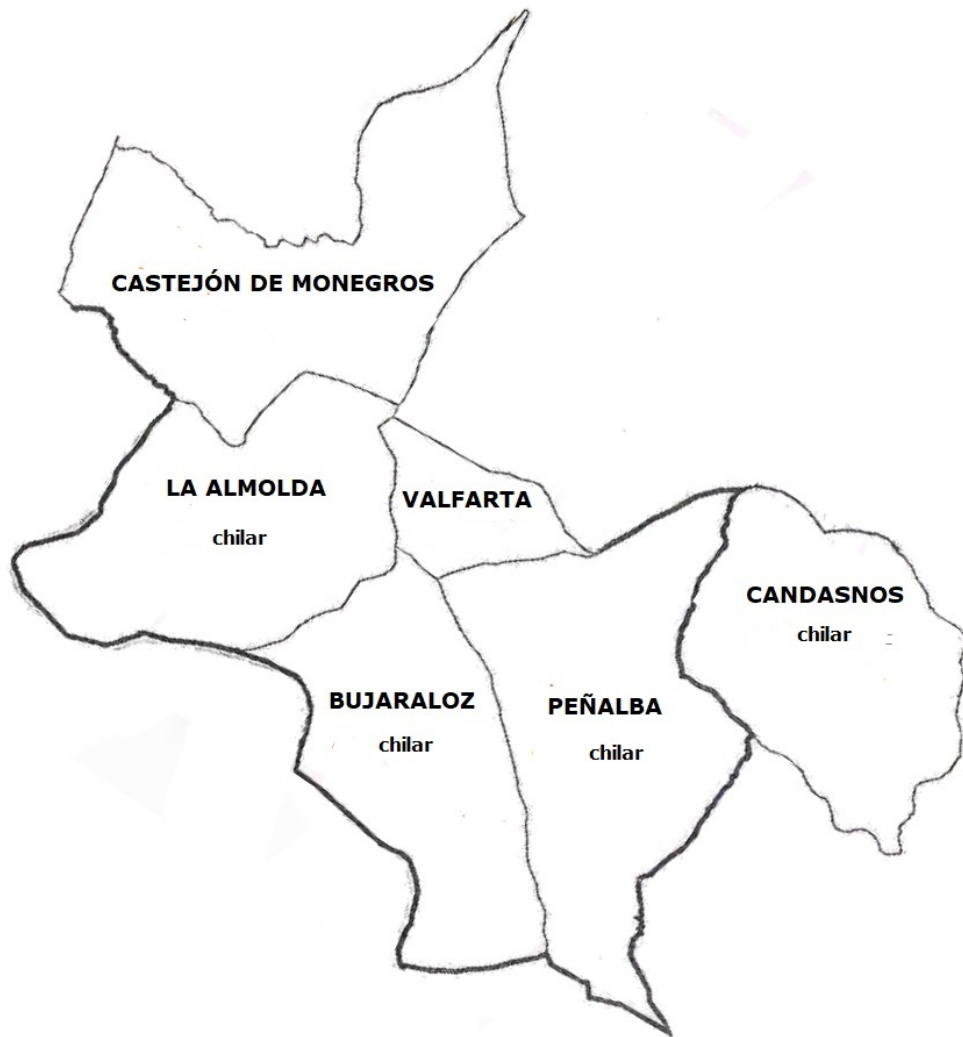 CASTEJÓN DE MONEGROS
LA ALMOLDA
chilar
VALFARTA
CANDASNOS
chilar
BUJARALOZ
chilar
PEÑALBA
chilar